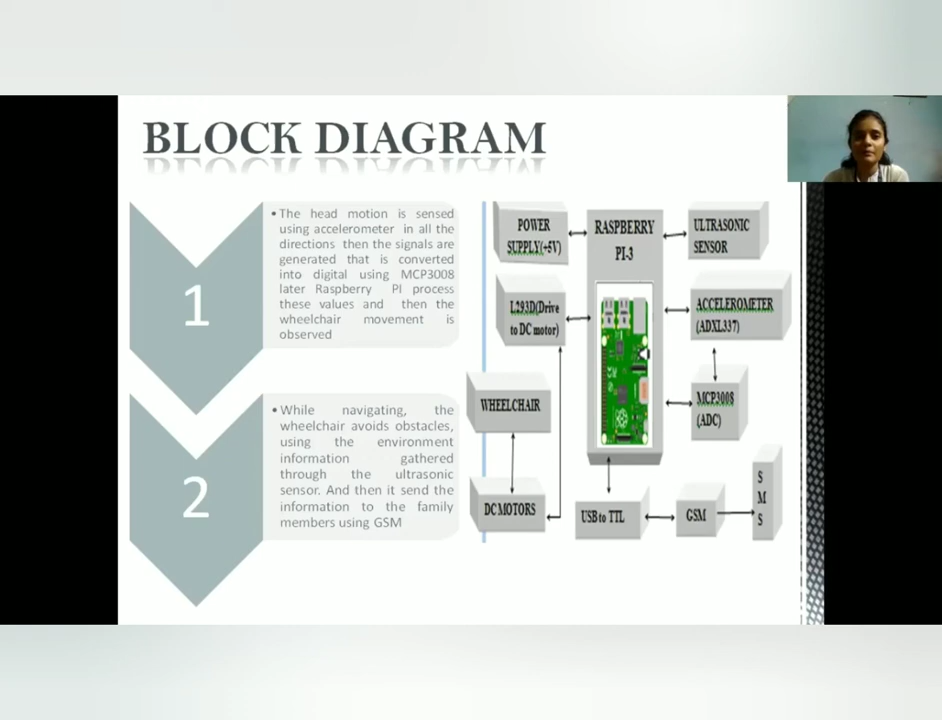 BLOCK DIAGRAM
1
• The head motion is sensed
using accelerometer in all the
directions then the signals are
generated that is converted
into digital using MCP3008
later Raspberry PI process
these values and then the
wheelchair movement is
observed
2
• While navigating, the
wheelchair avoids obstacles,
using the environment
information gathered
through the ultrasonic
sensor. And then it send the
information to the family
members using GSM
POWER
SUPPLY(+5V)
RASPBERRY
PI-3
ULTRASONIC
SENSOR
L293D(Drive
to DC motor)
ACCELEROMETER
(ADXL337)
WHEELCHAIR
MCP3008
(ADC)
DC MOTORS
USB to TTL
GSM
S
M
S